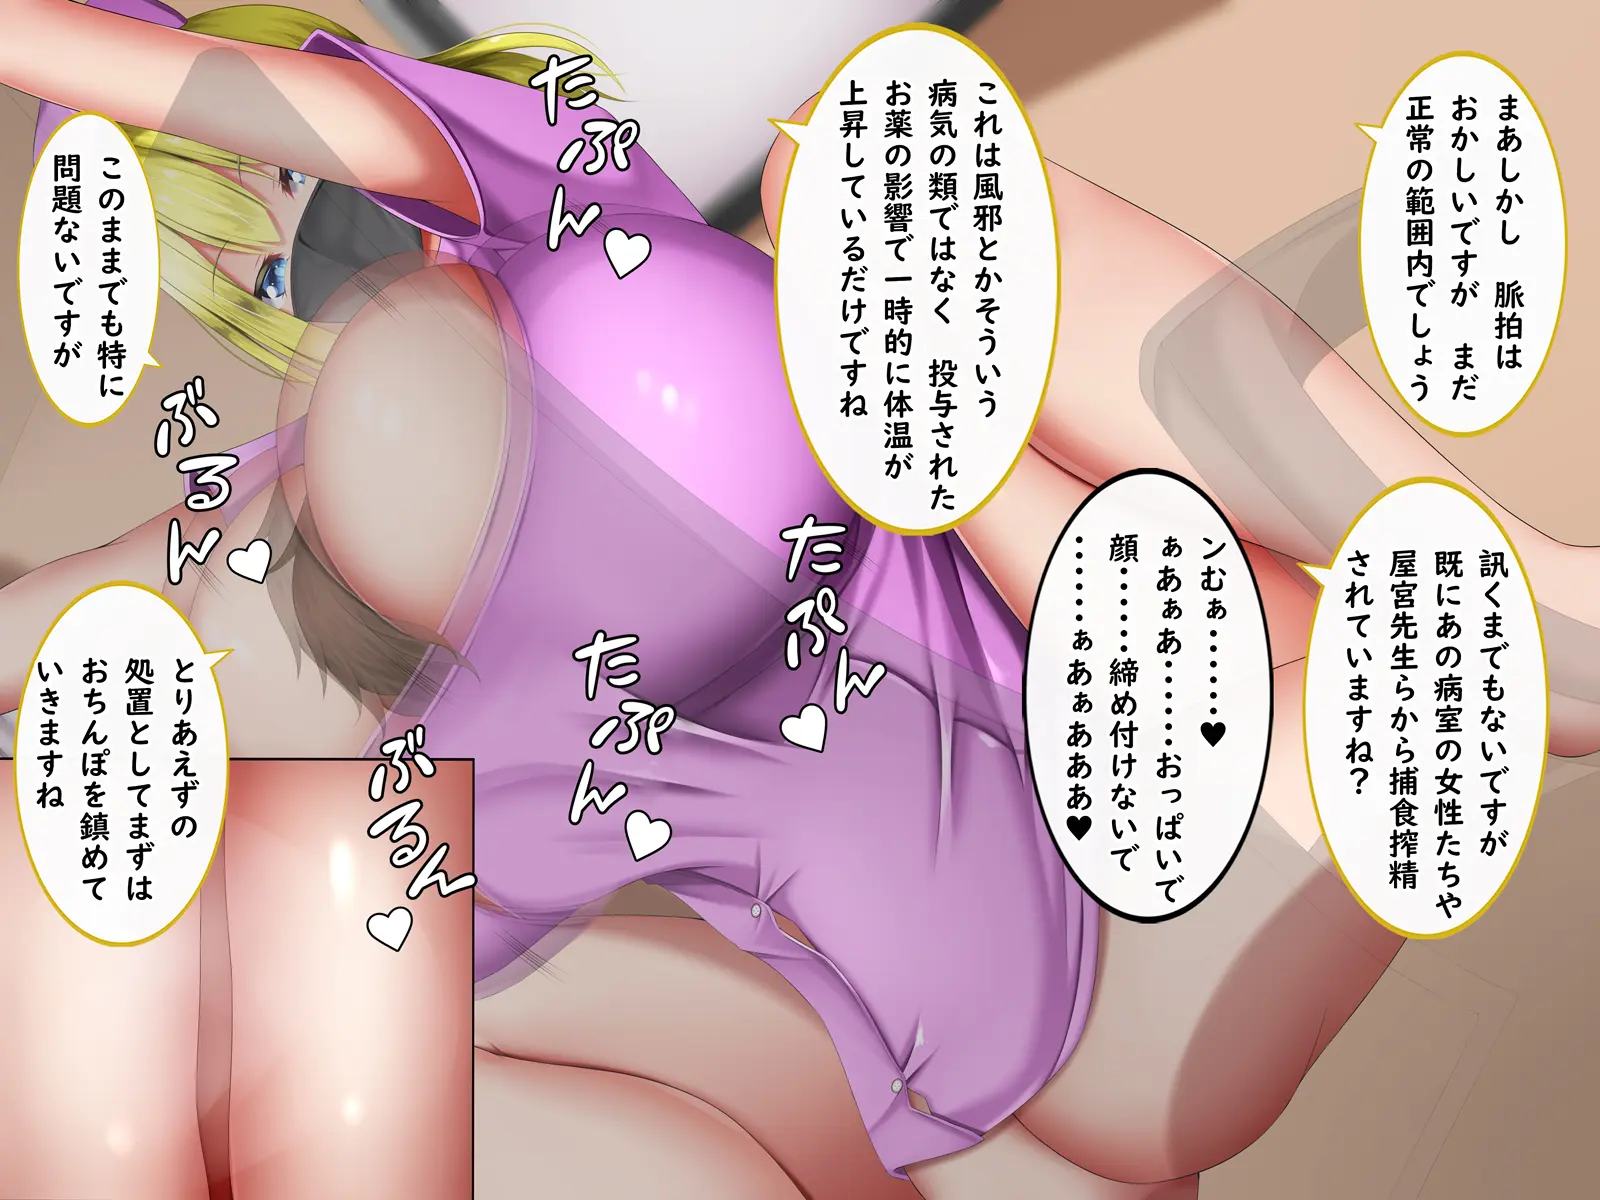 まあしかし　脈拍は
おかしいですが　まだ
正常の範囲内でしょう
訊くまでもないですが
既にあの病室の女性たちや
屋宮先生らから捕食搾精
されていますね?
これは風邪とかそういう
病気の類ではなく　投与された
お薬の影響で一時的に体温が
上昇しているだけですね
ンむぁ・・・・・・♥
ぁあぁあ・・・・・・おっぱいで
顔・・・・・・締め付けないで
・・・・・・ぁあぁあああ♥
このままでも特に
問題ないですが
とりあえずの
処置としてまずは
おちんぽを鎮めて
いきますね
たぷん♡
たぷん♡
たぷん♡
ぶるん♡
ぶるん♡